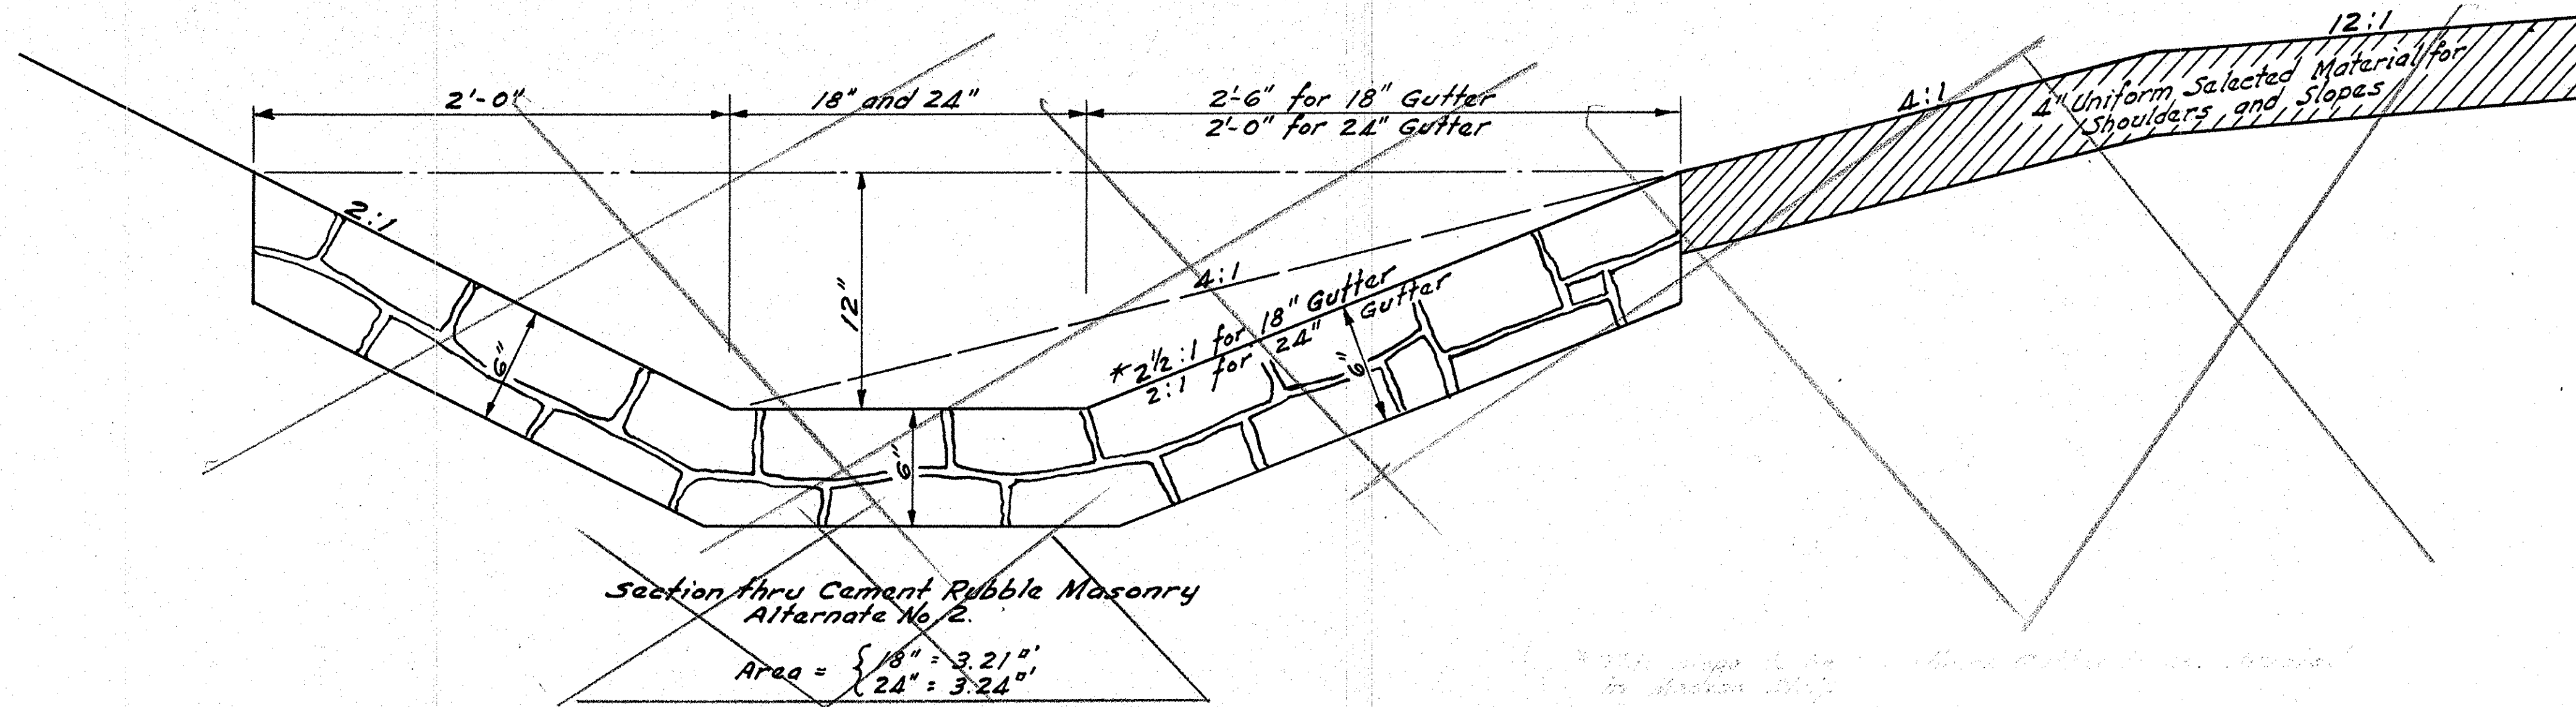 12:1
2'-0"
18" and 24"
2'-6" for 18" Gutter
2'-0" for 24" Gutter
4:1
4" Uniform Selected Material for
Shoulders and Slopes
2:1
12"
4:1
* 2½:1 for 18" Gutter
2:1 for 24" Gutter
6"
6"
6"
Section thru Cement Rubble Masonry
Alternate No. 2.
Area = { 18" = 3.21 □'
24" = 3.24 □'